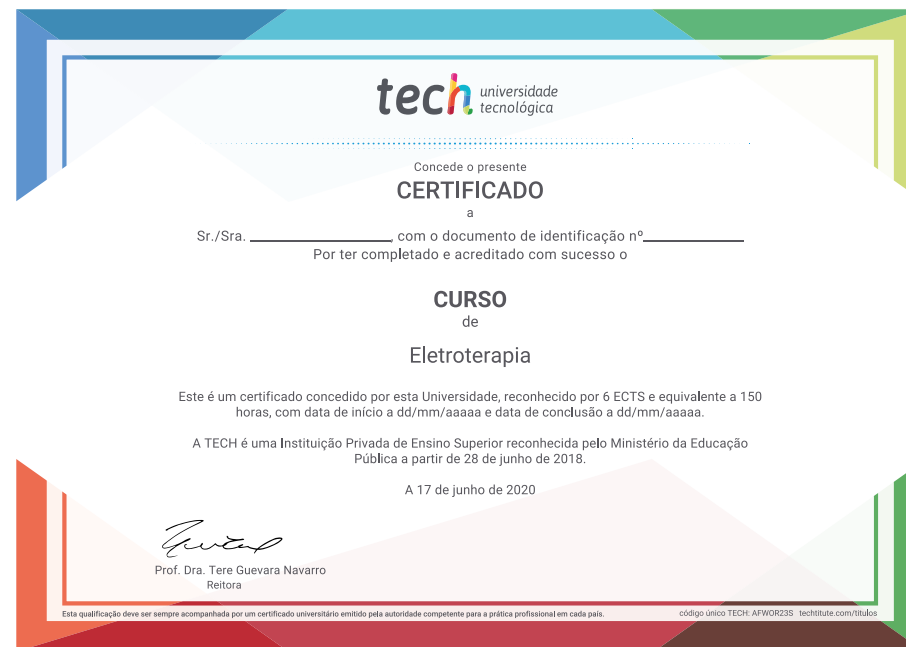 tech universidade
tecnológica
Concede o presente
CERTIFICADO
a
Sr./Sra. ________________, com o documento de identificação nº____________
Por ter completado e acreditado com sucesso o
CURSO
de
Eletroterapia
Este é um certificado concedido por esta Universidade, reconhecido por 6 ECTS e equivalente a 150
horas, com data de início a dd/mm/aaaaa e data de conclusão a dd/mm/aaaaa.
A TECH é uma Instituição Privada de Ensino Superior reconhecida pelo Ministério da Educação
Pública a partir de 28 de junho de 2018.
A 17 de junho de 2020
Prof. Dra. Tere Guevara Navarro
Reitora
Esta qualificação deve ser sempre acompanhada por um certificado universitário emitido pela autoridade competente para a prática profissional em cada país.
código único TECH: AFWOR23S techtitute.com/titulos